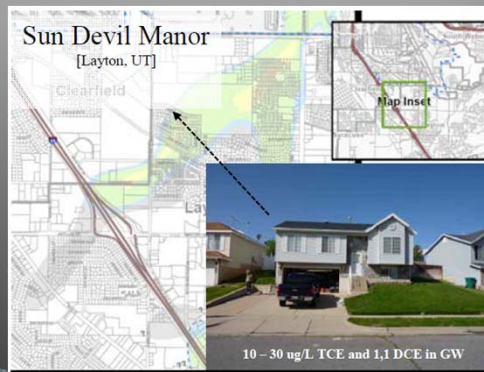 Sun Devil Manor
[Layton, UT]
Clearfield
Map Inset
10 – 30 ug/L TCE and 1,1 DCE in GW